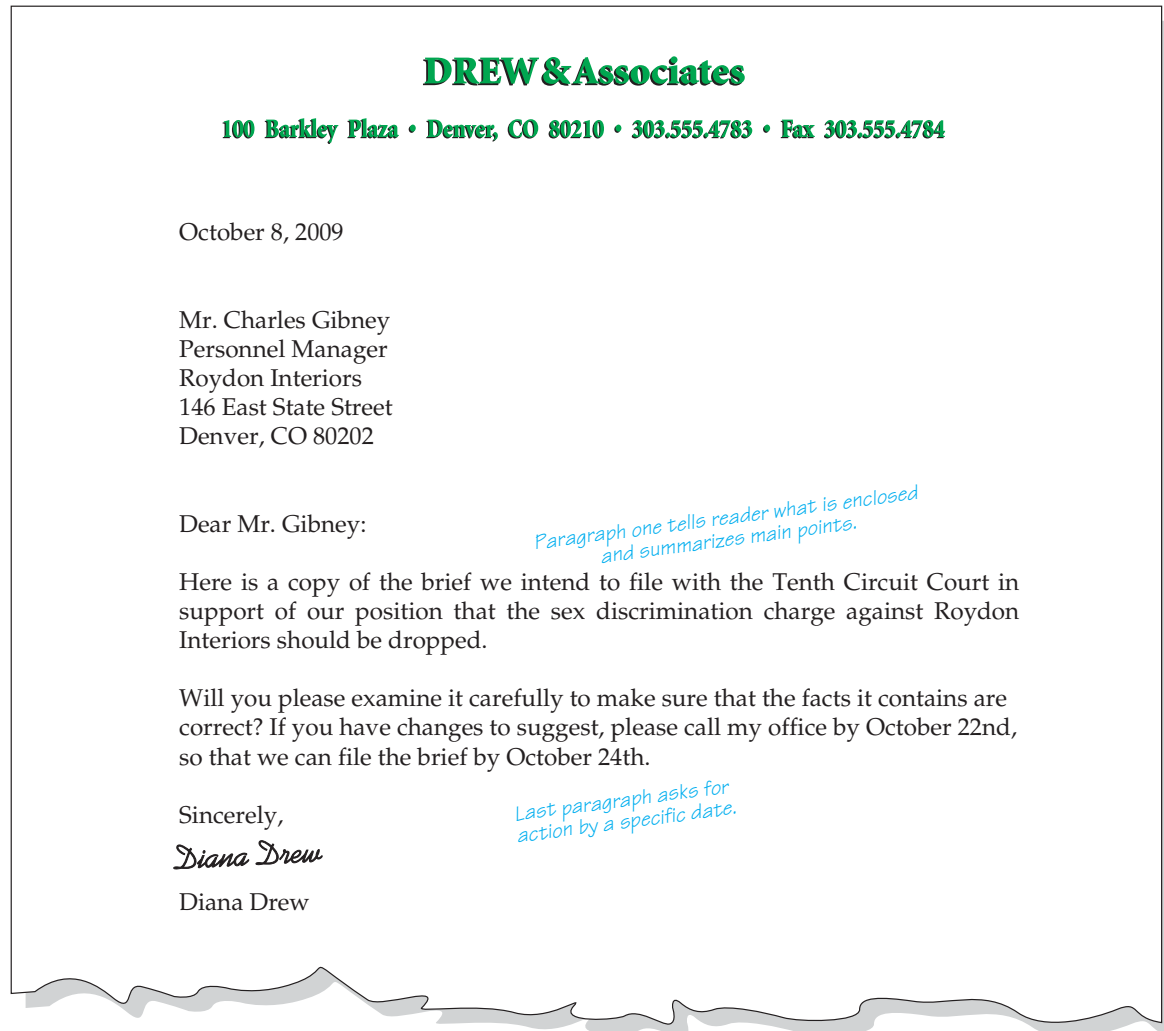 DREW & Associates
100 Barkley Plaza • Denver, CO 80210 • 303.555.4783 • Fax 303.555.4784
October 8, 2009
Mr. Charles Gibney
Personnel Manager
Roydon Interiors
146 East State Street
Denver, CO 80202
Dear Mr. Gibney:
Paragraph one tells reader what is enclosed
and summarizes main points.
Here is a copy of the brief we intend to file with the Tenth Circuit Court in
support of our position that the sex discrimination charge against Roydon
Interiors should be dropped.
Will you please examine it carefully to make sure that the facts it contains are
correct? If you have changes to suggest, please call my office by October 22nd,
so that we can file the brief by October 24th.
Last paragraph asks for
action by a specific date.
Sincerely,
Diana Drew
Diana Drew